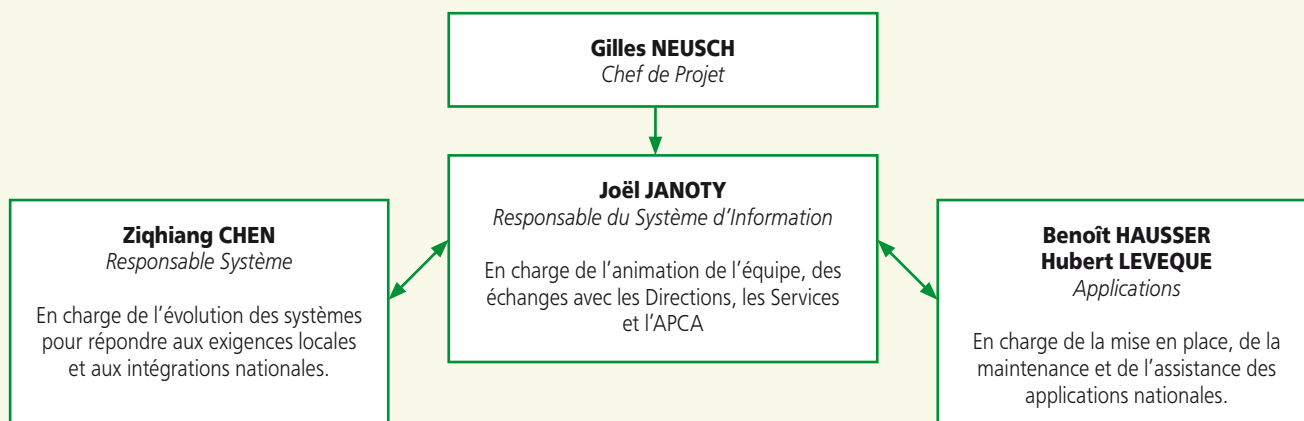 Gilles NEUSCH
Chef de Projet
Joël JANOTY
Responsable du Système d’Information
En charge de l’animation de l’équipe, des
échanges avec les Directions, les Services
et l’APCA
Ziqhiang CHEN
Responsable Système
En charge de l’évolution des systèmes
pour répondre aux exigences locales
et aux intégrations nationales.
Benoît HAUSSER
Hubert LEVEQUE
Applications
En charge de la mise en place, de la
maintenance et de l’assistance des
applications nationales.